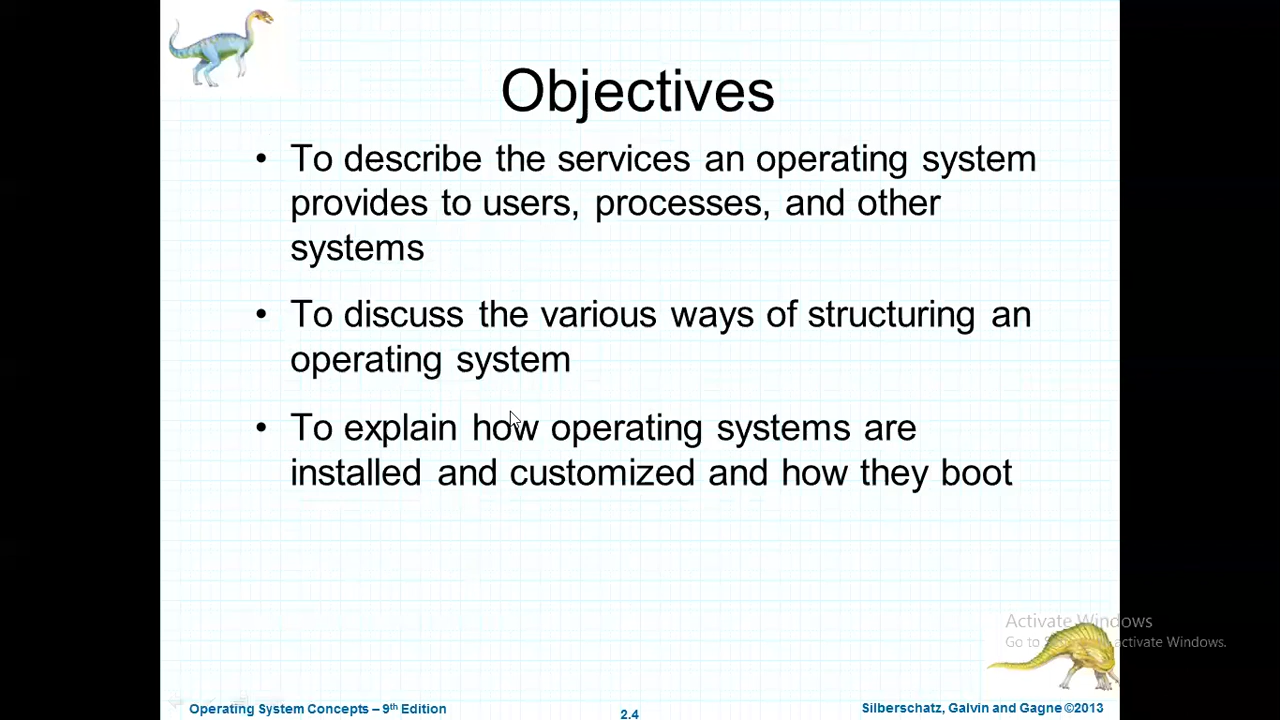 Objectives
• To describe the services an operating system
provides to users, processes, and other
systems
• To discuss the various ways of structuring an
operating system
• To explain how operating systems are
installed and customized and how they boot
Activate Windows
Go to S activate Windows.
Operating System Concepts – 9th Edition
2.4
Silberschatz, Galvin and Gagne ©2013